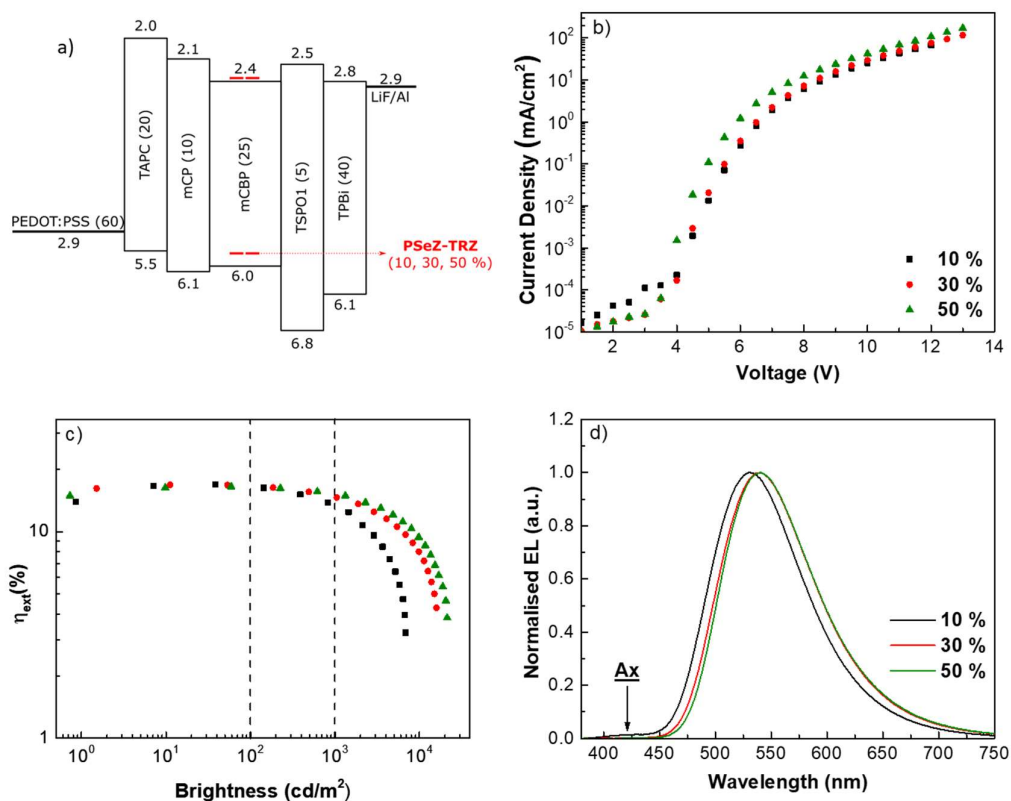 a)
2.0
2.1
2.4
2.5
2.8
2.9
LiF/Al
TAPC (20)
mCP (10)
mCBP (25)
TSPO1 (5)
TPBi (40)
PEDOT:PSS (60)
2.9
5.5
6.1
6.0
6.8
6.1
PSeZ-TRZ
(10, 30, 50 %)
b)
Current Density (mA/cm²)
10²
10¹
10⁰
10⁻¹
10⁻²
10⁻³
10⁻⁴
10⁻⁵
10 %
30 %
50 %
2 4 6 8 10 12 14
Voltage (V)
c)
ηext(%)
10
1
10⁰ 10¹ 10² 10³ 10⁴
Brightness (cd/m²)
d)
Normalised EL (a.u.)
1.2
1.0
0.8
0.6
0.4
0.2
0.0
Ax
10 %
30 %
50 %
400 450 500 550 600 650 700 750
Wavelength (nm)